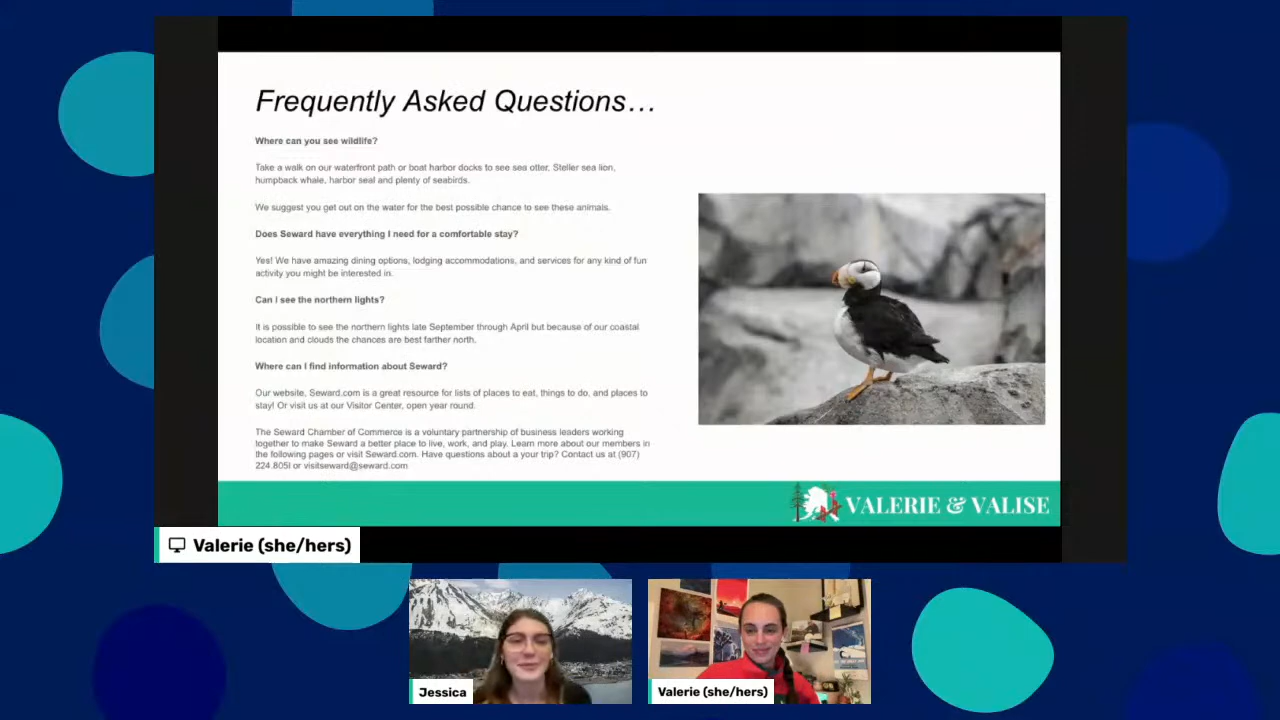 Frequently Asked Questions…
Where can you see wildlife?
Take a walk on our waterfront path or boat harbor docks to see sea otter, Steller sea lion,
humpback whale, harbor seal and plenty of seabirds.
We suggest you get out on the water for the best possible chance to see these animals.
Does Seward have everything I need for a comfortable stay?
Yes! We have amazing dining options, lodging accommodations, and services for any kind of fun
activity you might be interested in.
Can I see the northern lights?
It is possible to see the northern lights late September through April but because of our coastal
location and clouds the chances are best farther north.
Where can I find information about Seward?
Our website, Seward.com is a great resource for lists of places to eat, things to do, and places to
stay! Or visit us at our Visitor Center, open year round.
The Seward Chamber of Commerce is a voluntary partnership of business leaders working
together to make Seward a better place to live, work, and play. Learn more about our members in
the following pages or visit Seward.com. Have questions about a your trip? Contact us at (907)
224.8051 or visitseward@seward.com
VALERIE & VALISE
Valerie (she/hers)
Jessica
Valerie (she/hers)